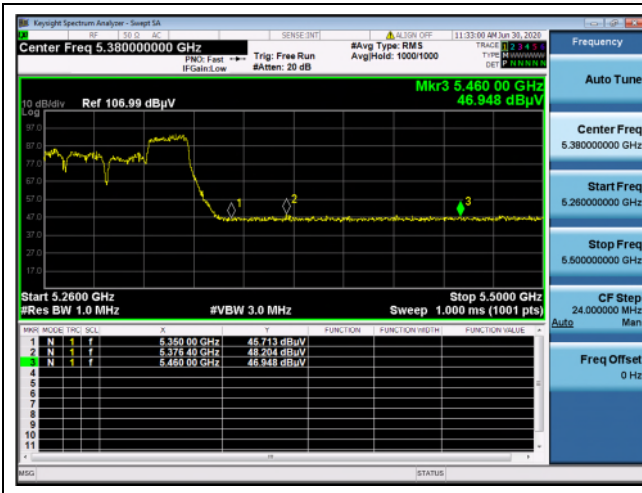 Keysight Spectrum Analyzer - Swept SA
RF 50 Ω AC SENSE:INT ALIGN OFF 11:33:00 AM Jun 30, 2020
Center Freq 5.380000000 GHz
PNO: Fast
IFGain:Low
Trig: Free Run
#Atten: 20 dB
#Avg Type: RMS
Avg|Hold: 1000/1000
TRACE 1 2 3 4 5 6
TYPE M WWWWW
DET P N N N N N
Mkr3 5.460 00 GHz
46.948 dBµV
10 dB/div Ref 106.99 dBµV
Log
97.0
87.0
77.0
67.0
57.0
47.0
37.0
27.0
17.0
1
2
3
Start 5.2600 GHz Stop 5.5000 GHz
#Res BW 1.0 MHz #VBW 3.0 MHz Sweep 1.000 ms (1001 pts)
MKR MODE TRC SCL X Y FUNCTION FUNCTION WIDTH FUNCTION VALUE
1 N 1 f 5.350 00 GHz 45.713 dBµV
2 N 1 f 5.376 40 GHz 48.204 dBµV
3 N 1 f 5.460 00 GHz 46.948 dBµV
4
5
6
7
8
9
10
11
MSG STATUS
Frequency
Auto Tune
Center Freq
5.380000000 GHz
Start Freq
5.260000000 GHz
Stop Freq
5.500000000 GHz
CF Step
24.000000 MHz
Auto Man
Freq Offset
0 Hz